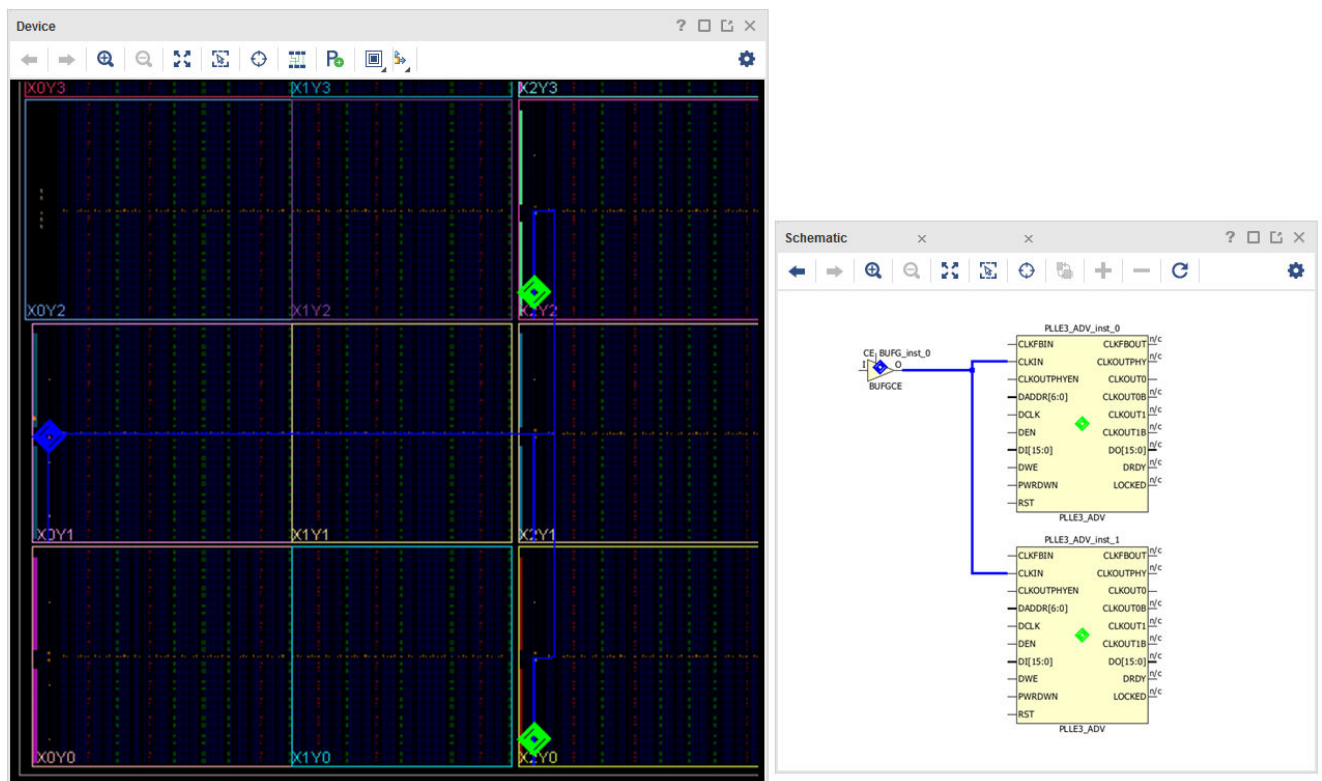 Device
X0Y3
X1Y3
X2Y3
X0Y2
X1Y2
X2Y2
X0Y1
X1Y1
X2Y1
X0Y0
X1Y0
X2Y0
Schematic
PLLE3_ADV_inst_0
CE
BUFG_inst_0
I
O
BUFGCE
CLKFBIN CLKFBOUT n/c
CLKIN CLKOUTPHY n/c
CLKOUTPHYEN CLKOUT0
DADDR[6:0] CLKOUT0B n/c
DCLK CLKOUT1 n/c
DEN CLKOUT1B n/c
DI[15:0] DO[15:0] n/c
DWE DRDY n/c
PWRDWN LOCKED n/c
RST
PLLE3_ADV
PLLE3_ADV_inst_1
CLKFBIN CLKFBOUT n/c
CLKIN CLKOUTPHY n/c
CLKOUTPHYEN CLKOUT0
DADDR[6:0] CLKOUT0B n/c
DCLK CLKOUT1 n/c
DEN CLKOUT1B n/c
DI[15:0] DO[15:0] n/c
DWE DRDY n/c
PWRDWN LOCKED n/c
RST
PLLE3_ADV